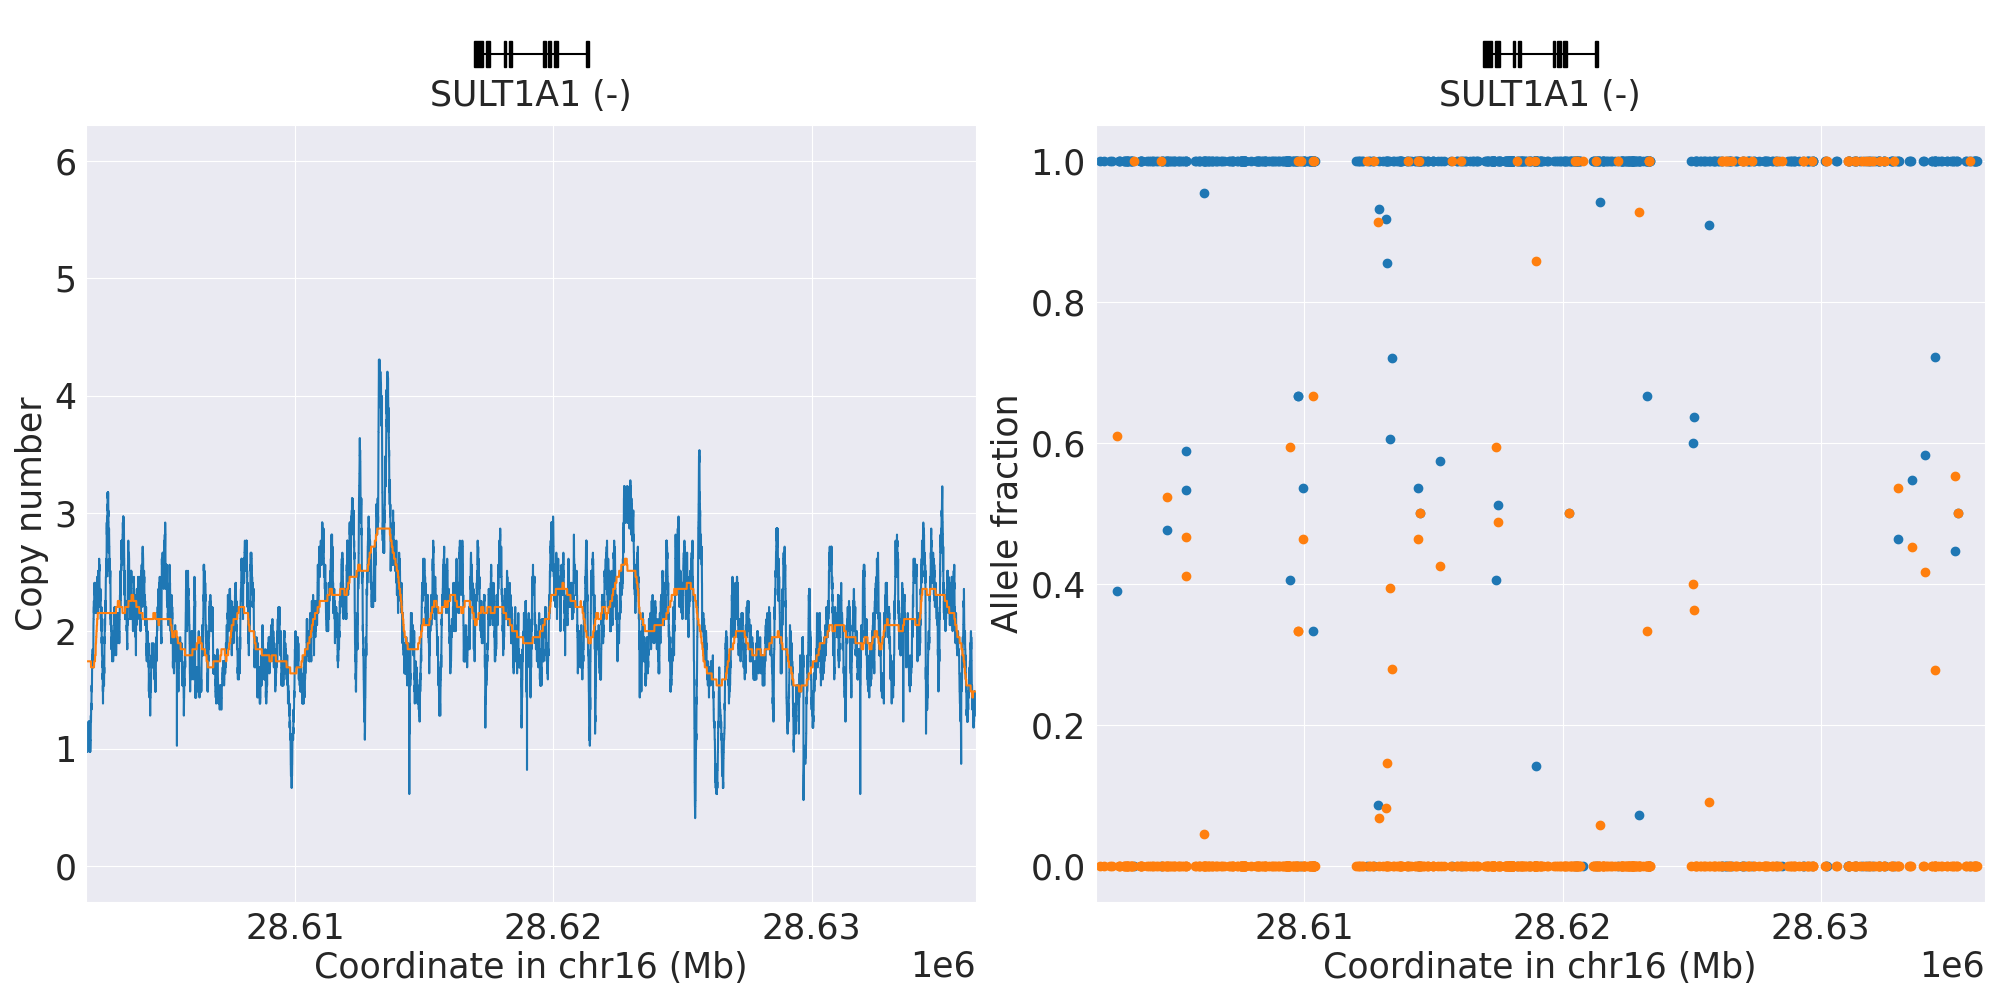 SULT1A1 (-)
6
5
4
3
2
1
0
Copy number
28.61
28.62
28.63
Coordinate in chr16 (Mb)
1e6
SULT1A1 (-)
1.0
0.8
0.6
0.4
0.2
0.0
Allele fraction
28.61
28.62
28.63
Coordinate in chr16 (Mb)
1e6